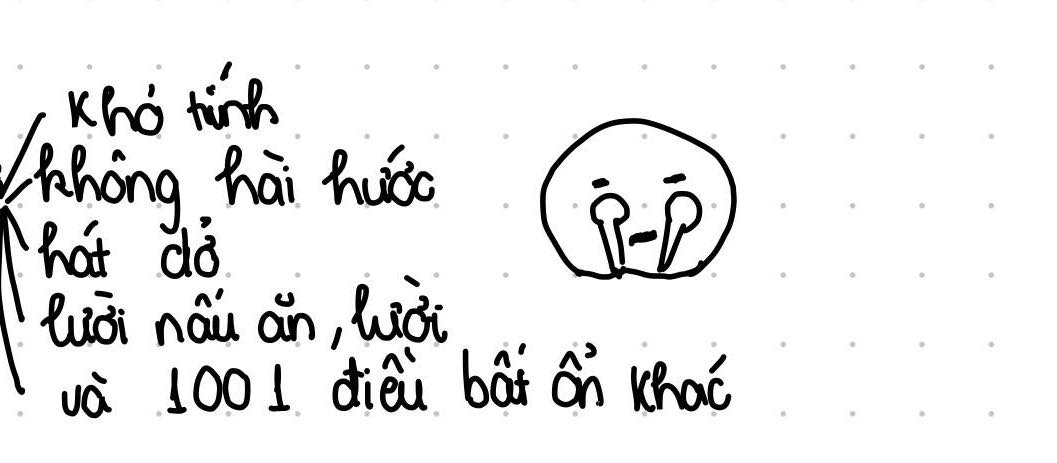 Khó tính
không hài hước
hát dở
lười nấu ăn, lười
và 1001 điều bất ổn khác